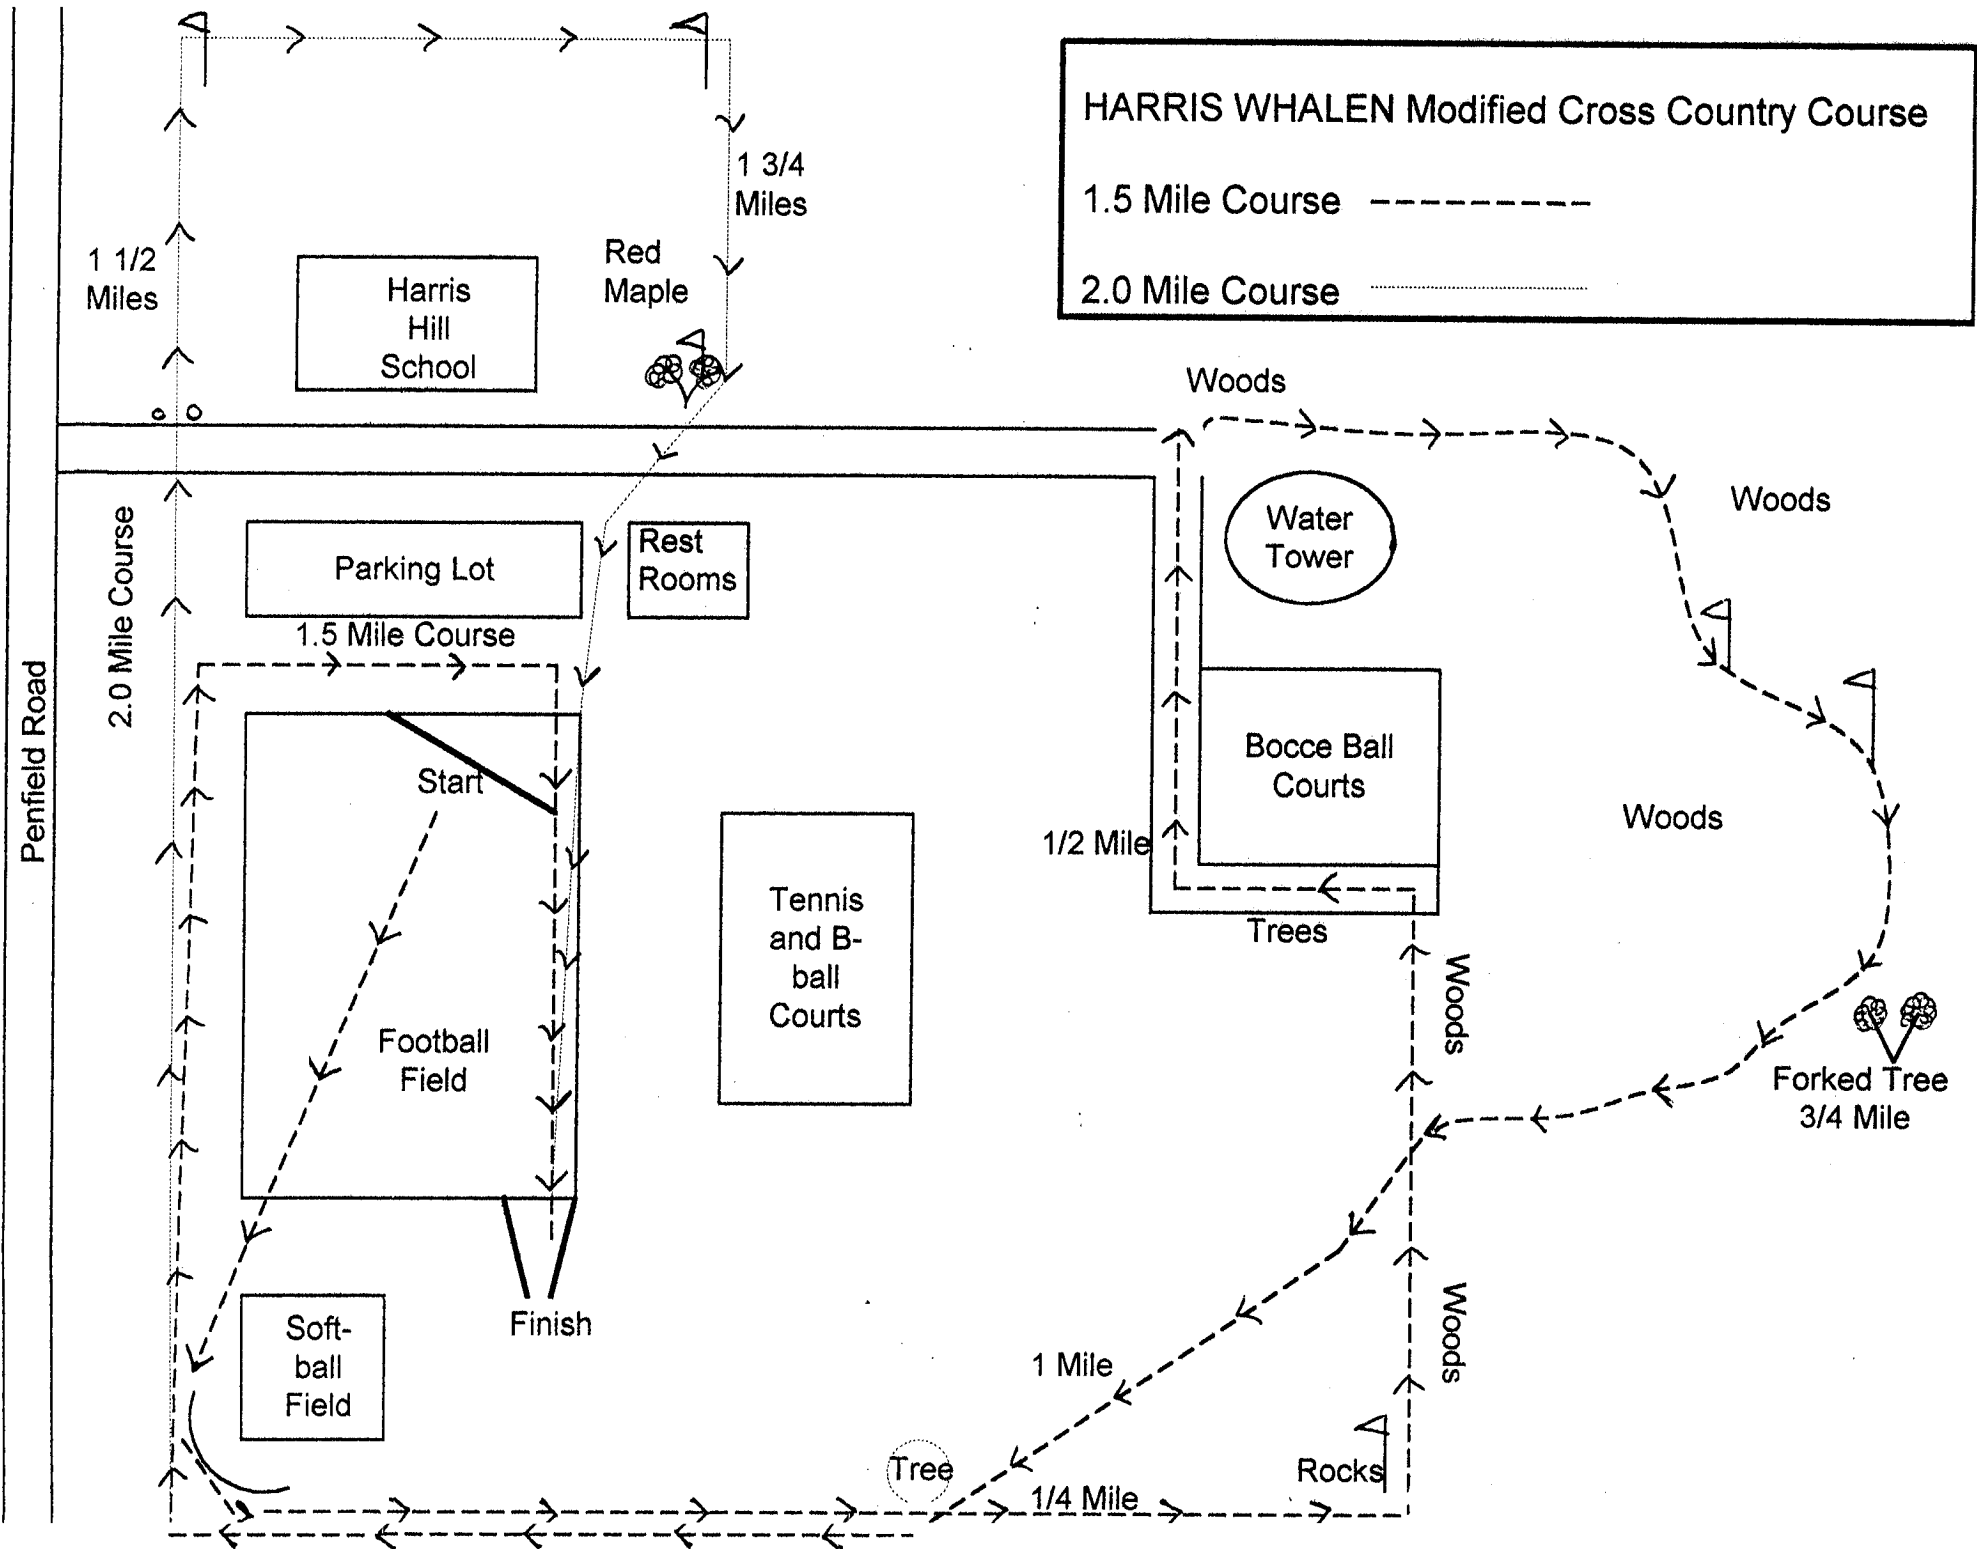 HARRIS WHALEN Modified Cross Country Course
1.5 Mile Course
2.0 Mile Course
1 3/4
Miles
1 1/2
Miles
Red
Maple
Harris
Hill
School
Woods
Woods
Water
Tower
2.0 Mile Course
Parking Lot
Rest
Rooms
1.5 Mile Course
Penfield Road
Start
Bocce Ball
Courts
Woods
1/2 Mile
Tennis
and B-
ball
Courts
Trees
Woods
Football
Field
Forked Tree
3/4 Mile
Finish
Soft-
ball
Field
Woods
1 Mile
Tree
Rocks
1/4 Mile